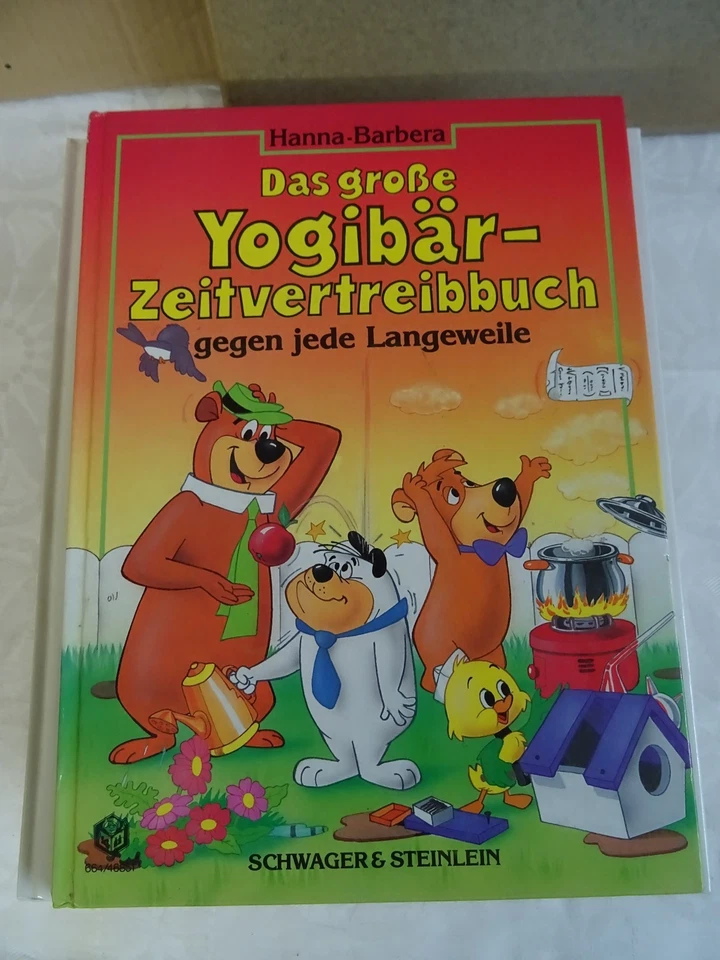 Hanna-Barbera
Das große
Yogibär-
Zeitvertreibbuch
gegen jede Langeweile
SCHWAGER & STEINLEIN